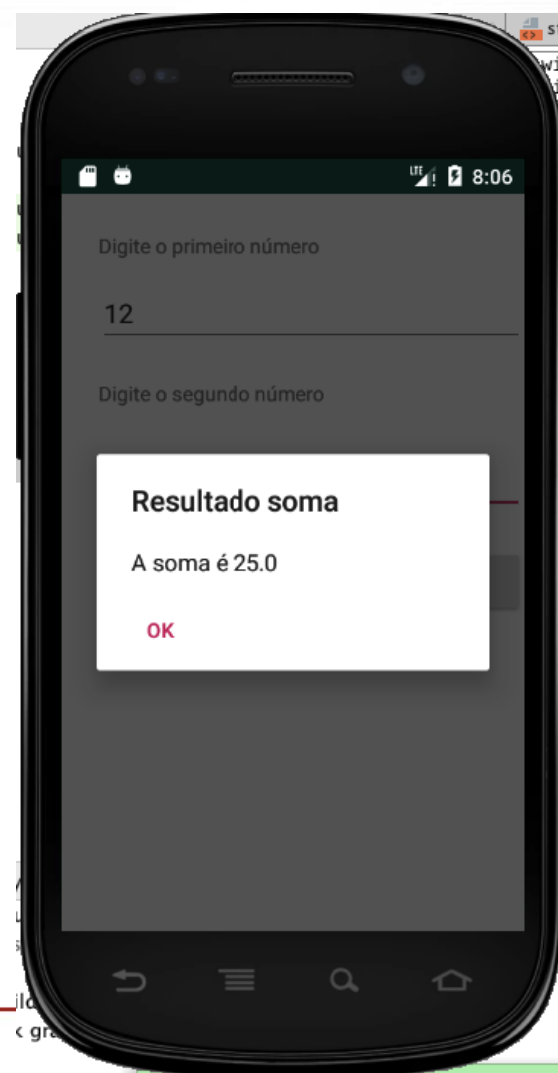 8:06
Digite o primeiro número
12
Digite o segundo número
Resultado soma
A soma é 25.0
OK